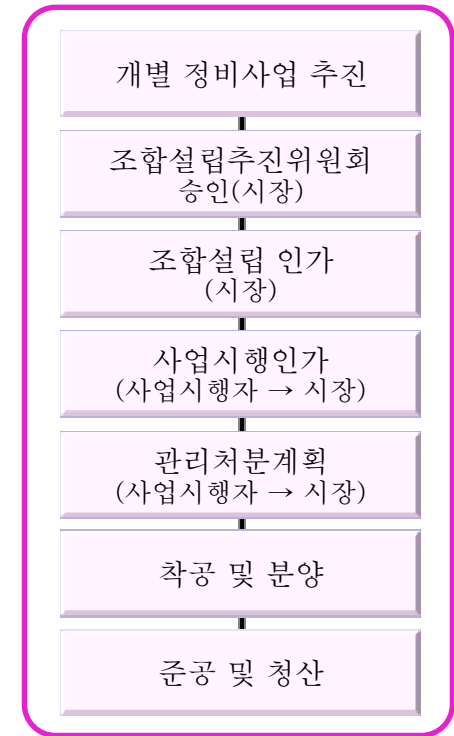 개별 정비사업 추진
조합설립추진위원회
승인(시장)
조합설립 인가
(시장)
사업시행인가
(사업시행자 → 시장)
관리처분계획
(사업시행자 → 시장)
착공 및 분양
준공 및 청산